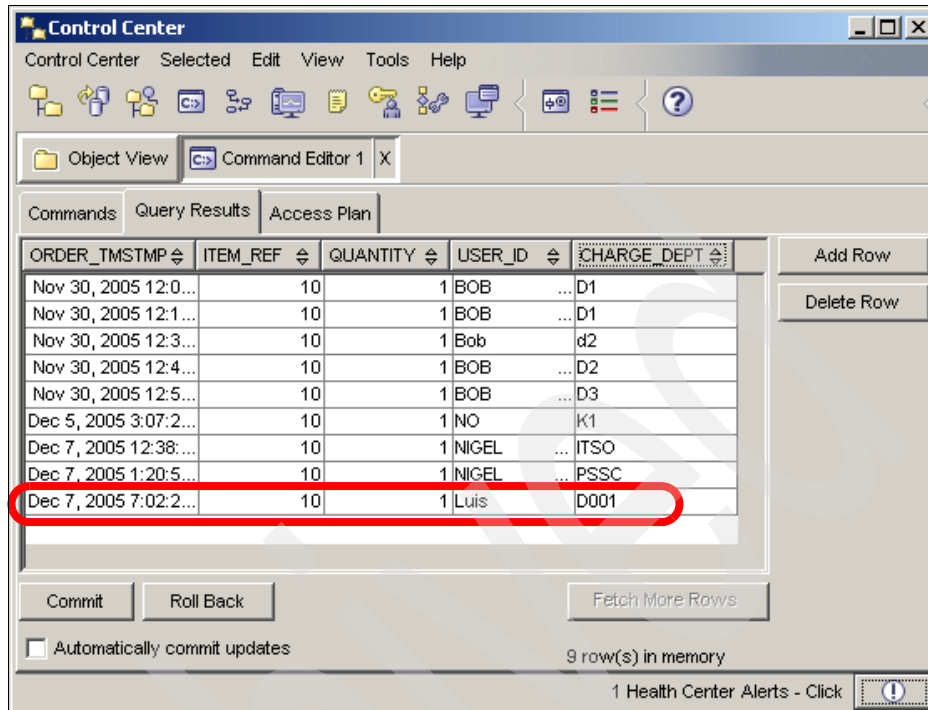 Control Center
Control Center Selected Edit View Tools Help
Object View Command Editor 1 X
Commands Query Results Access Plan
ORDER_TMSTMP ITEM_REF QUANTITY USER_ID CHARGE_DEPT Add Row
Nov 30, 2005 12:0... 10 1 BOB ... D1
Delete Row
Nov 30, 2005 12:1... 10 1 BOB ... D1
Nov 30, 2005 12:3... 10 1 Bob d2
Nov 30, 2005 12:4... 10 1 BOB ... D2
Nov 30, 2005 12:5... 10 1 BOB ... D3
Dec 5, 2005 3:07:2... 10 1 NO K1
Dec 7, 2005 12:38:... 10 1 NIGEL ... ITSO
Dec 7, 2005 1:20:5... 10 1 NIGEL ... PSSC
Dec 7, 2005 7:02:2... 10 1 Luis D001
Commit Roll Back Fetch More Rows
Automatically commit updates
9 row(s) in memory
1 Health Center Alerts - Click